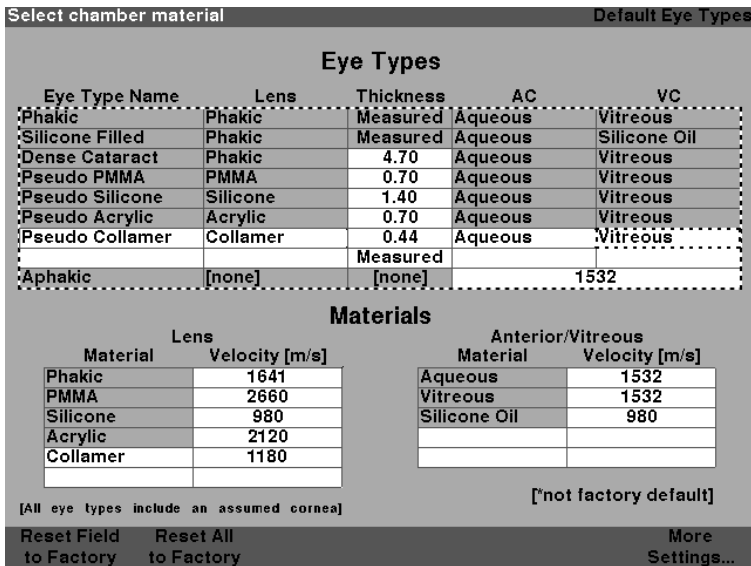 Select chamber material Default Eye Types
Eye Types
Eye Type Name Lens Thickness AC VC
Phakic Phakic Measured Aqueous Vitreous
Silicone Filled Phakic Measured Aqueous Silicone Oil
Dense Cataract Phakic 4.70 Aqueous Vitreous
Pseudo PMMA PMMA 0.70 Aqueous Vitreous
Pseudo Silicone Silicone 1.40 Aqueous Vitreous
Pseudo Acrylic Acrylic 0.70 Aqueous Vitreous
Pseudo Collamer Collamer 0.44 Aqueous Vitreous
Measured
Aphakic [none] [none] 1532
Materials
Lens Anterior/Vitreous
Material Velocity [m/s] Material Velocity [m/s]
Phakic 1641 Aqueous 1532
PMMA 2660 Vitreous 1532
Silicone 980 Silicone Oil 980
Acrylic 2120
Collamer 1180
[*not factory default]
[All eye types include an assumed cornea]
Reset Field Reset All More
to Factory to Factory Settings...